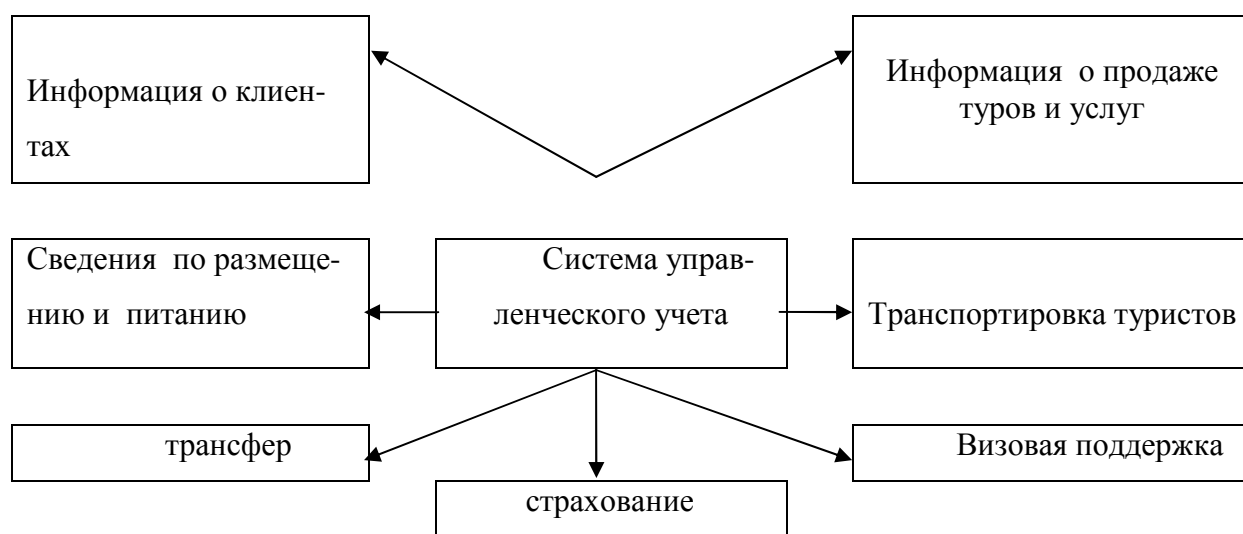 Информация о клиен-
тах
Информация о продаже
туров и услуг
Сведения по размеще-
нию и питанию
Система управ-
ленческого учета
Транспортировка туристов
трансфер
Визовая поддержка
страхование